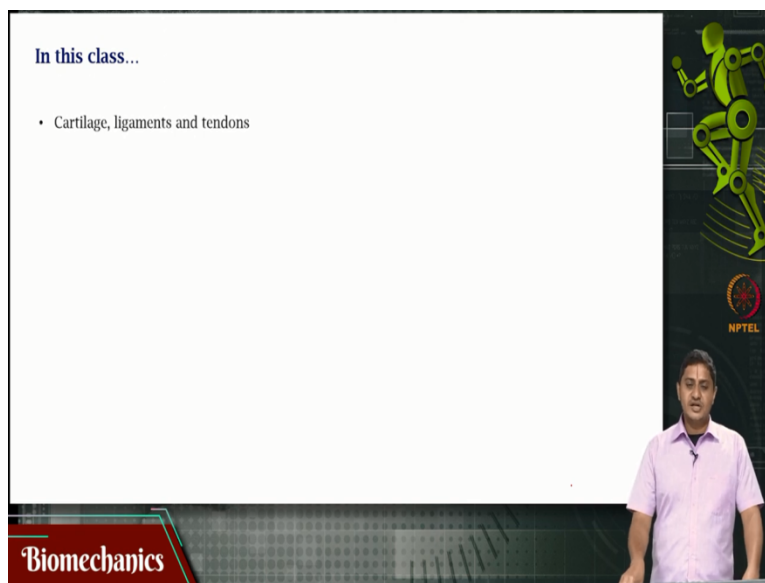 In this class...
• Cartilage, ligaments and tendons
NPTEL
Biomechanics